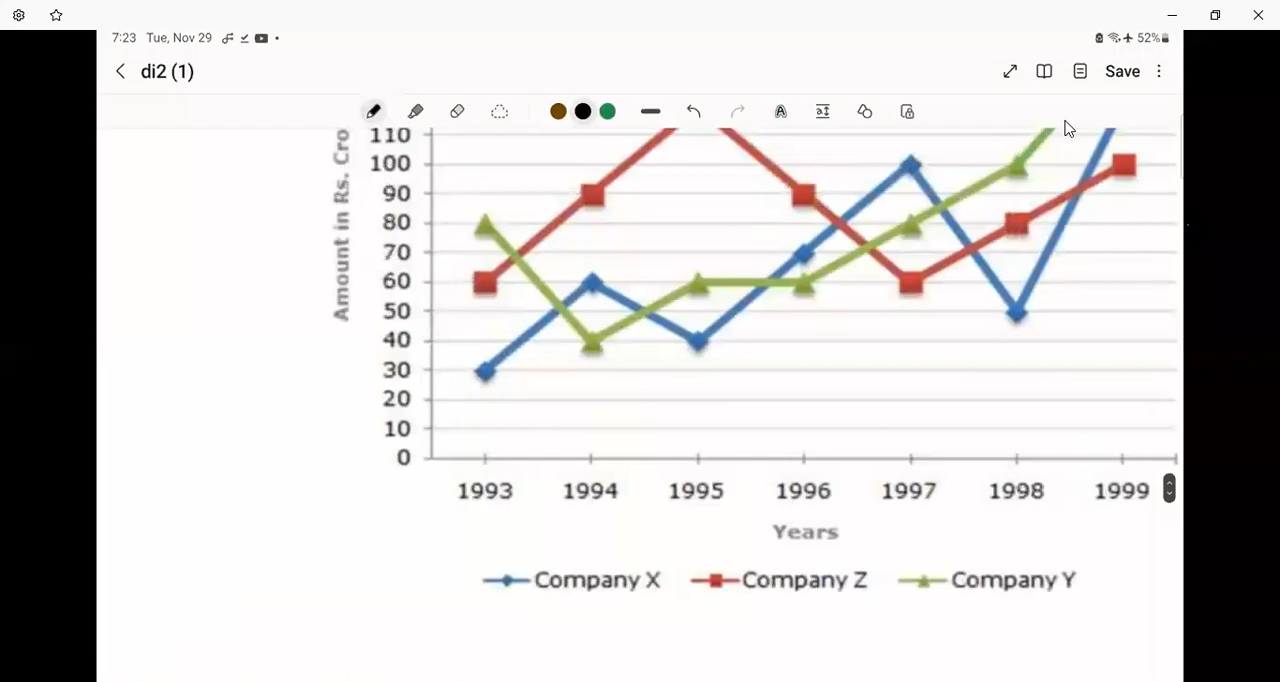 7:23 Tue, Nov 29
52%
di2 (1)
Save
Amount in Rs. Cro
110
100
90
80
70
60
50
40
30
20
10
0
1993 1994 1995 1996 1997 1998 1999
Years
Company X Company Z Company Y